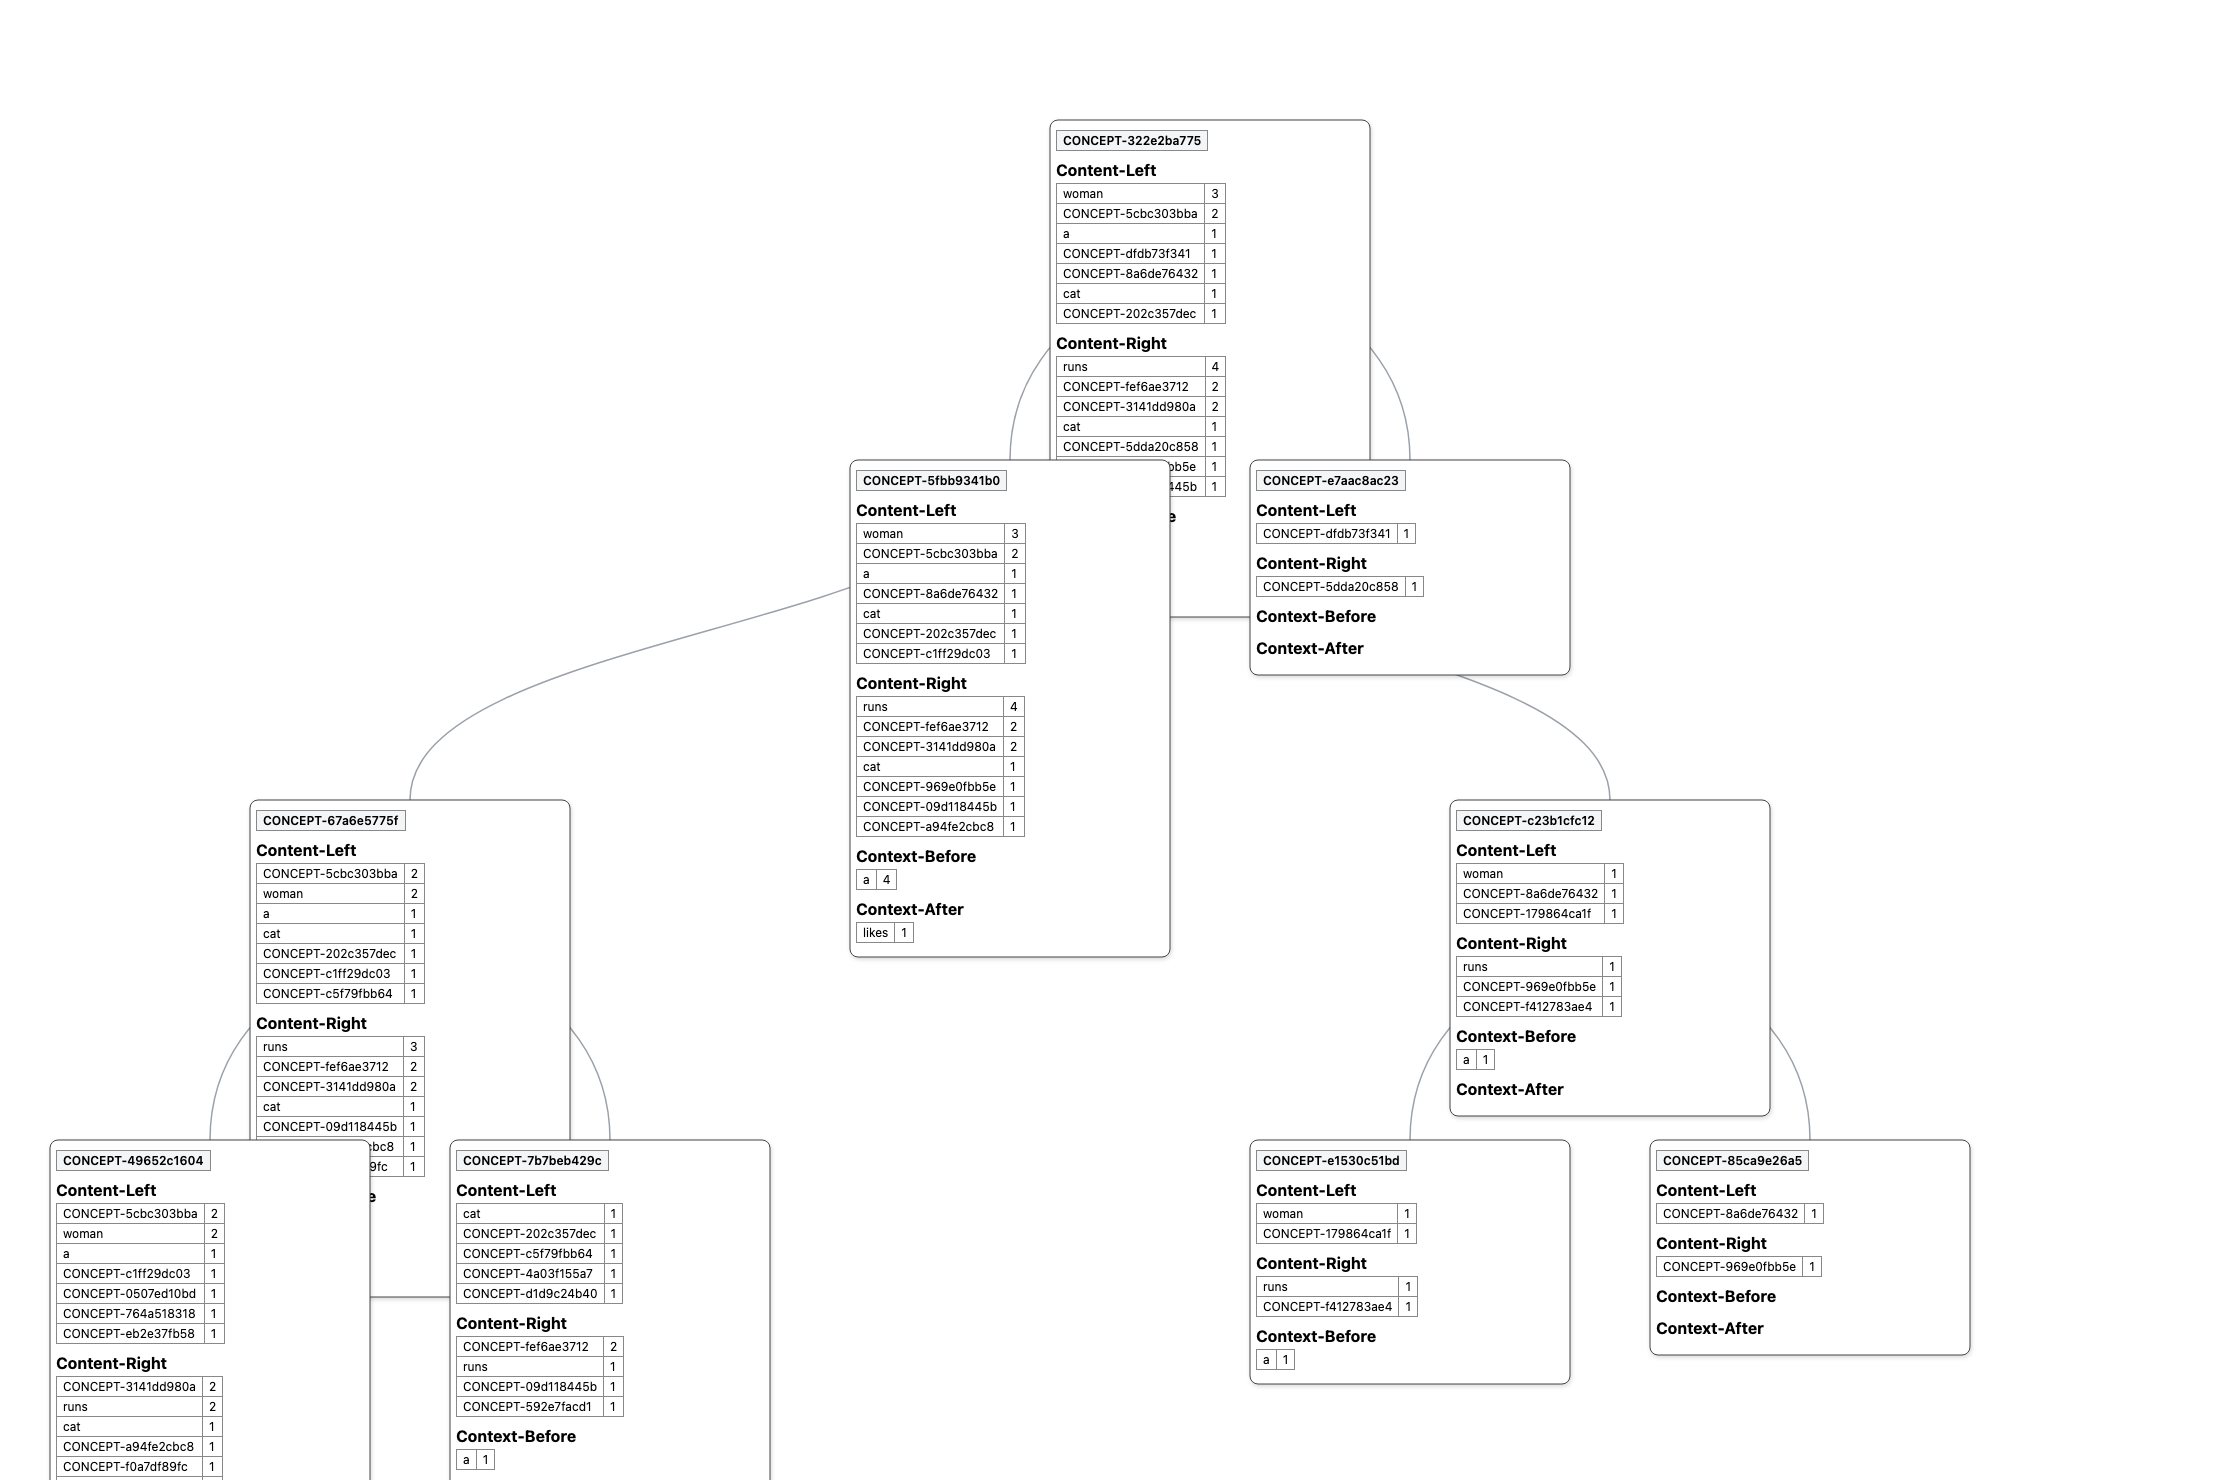 CONCEPT-322e2ba775
Content-Left
woman 3
CONCEPT-5cbc303bba 2
a 1
CONCEPT-dfdb73f341 1
CONCEPT-8a6de76432 1
cat 1
CONCEPT-202c357dec 1
Content-Right
runs 4
CONCEPT-fef6ae3712 2
CONCEPT-3141dd980a 2
cat 1
CONCEPT-5dda20c858 1
1
1
CONCEPT-5fbb9341b0
Content-Left
woman 3
CONCEPT-5cbc303bba 2
a 1
CONCEPT-8a6de76432 1
cat 1
CONCEPT-202c357dec 1
CONCEPT-c1ff29dc03 1
Content-Right
runs 4
CONCEPT-fef6ae3712 2
CONCEPT-3141dd980a 2
cat 1
CONCEPT-969e0fbb5e 1
CONCEPT-09d118445b 1
CONCEPT-a94fe2cbc8 1
Context-Before
a 4
Context-After
likes 1
CONCEPT-e7aac8ac23
Content-Left
CONCEPT-dfdb73f341 1
Content-Right
CONCEPT-5dda20c858 1
Context-Before
Context-After
CONCEPT-67a6e5775f
Content-Left
CONCEPT-5cbc303bba 2
woman 2
a 1
cat 1
CONCEPT-202c357dec 1
CONCEPT-c1ff29dc03 1
CONCEPT-c5f79fbb64 1
Content-Right
runs 3
CONCEPT-fef6ae3712 2
CONCEPT-3141dd980a 2
cat 1
CONCEPT-09d118445b 1
1
1
CONCEPT-c23b1cfc12
Content-Left
woman 1
CONCEPT-8a6de76432 1
CONCEPT-179864ca1f 1
Content-Right
runs 1
CONCEPT-969e0fbb5e 1
CONCEPT-f412783ae4 1
Context-Before
a 1
Context-After
CONCEPT-49652c1604
Content-Left
CONCEPT-5cbc303bba 2
woman 2
a 1
CONCEPT-c1ff29dc03 1
CONCEPT-0507ed10bd 1
CONCEPT-764a518318 1
CONCEPT-eb2e37fb58 1
Content-Right
CONCEPT-3141dd980a 2
runs 2
cat 1
CONCEPT-a94fe2cbc8 1
CONCEPT-f0a7df89fc 1
CONCEPT-7b7beb429c
Content-Left
cat 1
CONCEPT-202c357dec 1
CONCEPT-c5f79fbb64 1
CONCEPT-4a03f155a7 1
CONCEPT-d1d9c24b40 1
Content-Right
CONCEPT-fef6ae3712 2
runs 1
CONCEPT-09d118445b 1
CONCEPT-592e7facd1 1
Context-Before
a 1
CONCEPT-e1530c51bd
Content-Left
woman 1
CONCEPT-179864ca1f 1
Content-Right
runs 1
CONCEPT-f412783ae4 1
Context-Before
a 1
CONCEPT-85ca9e26a5
Content-Left
CONCEPT-8a6de76432 1
Content-Right
CONCEPT-969e0fbb5e 1
Context-Before
Context-After